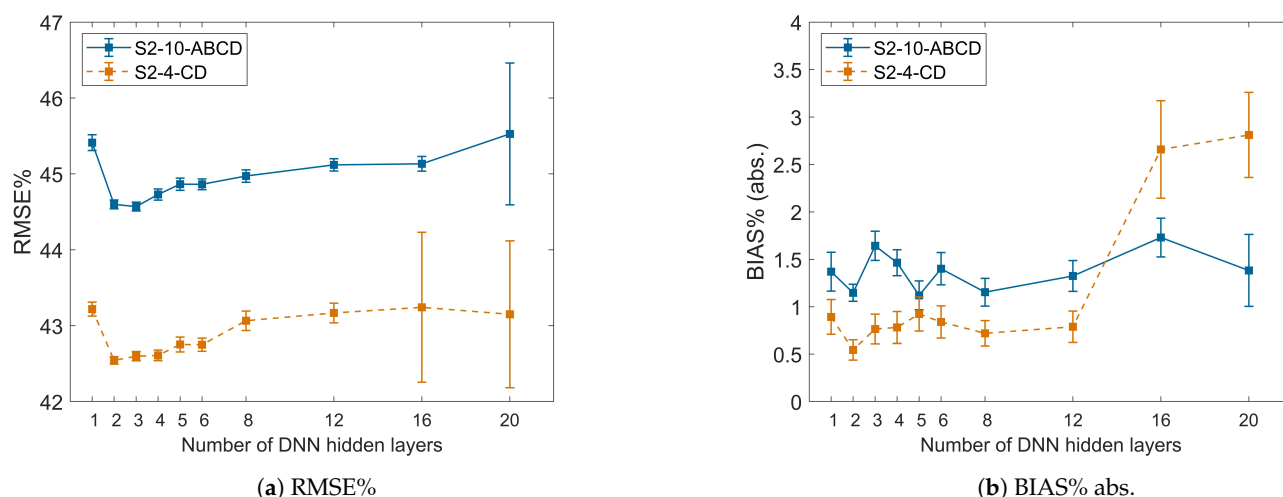 47
46
45
44
43
42
RMSE%
S2-10-ABCD
S2-4-CD
1 2 3 4 5 6 8 12 16 20
Number of DNN hidden layers
(a) RMSE%
4
3.5
3
2.5
2
1.5
1
0.5
0
BIAS% (abs.)
S2-10-ABCD
S2-4-CD
1 2 3 4 5 6 8 12 16 20
Number of DNN hidden layers
(b) BIAS% abs.